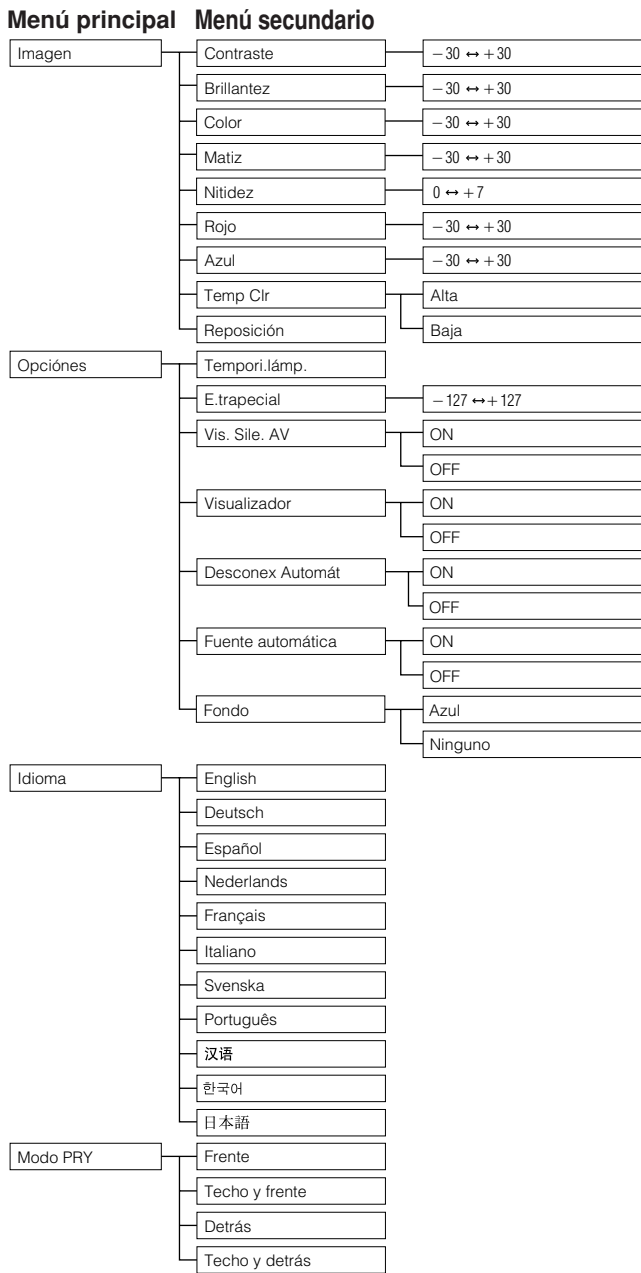 Menú principal Menú secundario
Imagen Contraste −30 ↔ +30
Brillantez −30 ↔ +30
Color −30 ↔ +30
Matiz −30 ↔ +30
Nitidez 0 ↔ +7
Rojo −30 ↔ +30
Azul −30 ↔ +30
Temp Clr Alta
Reposición Baja
Opciónes Tempori.lámp.
E.trapecial −127 ↔ +127
Vis. Sile. AV ON
OFF
Visualizador ON
OFF
Desconex Automát ON
OFF
Fuente automática ON
OFF
Fondo Azul
Ninguno
Idioma English
Deutsch
Español
Nederlands
Français
Italiano
Svenska
Português
汉语
한국어
日本語
Modo PRY Frente
Techo y frente
Detrás
Techo y detrás